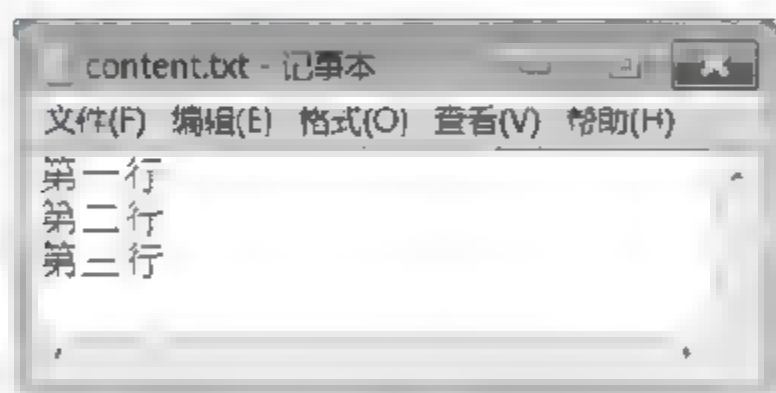 content.txt - 记事本
文件(F) 编辑(E) 格式(O) 查看(V) 帮助(H)
第一行
第二行
第三行